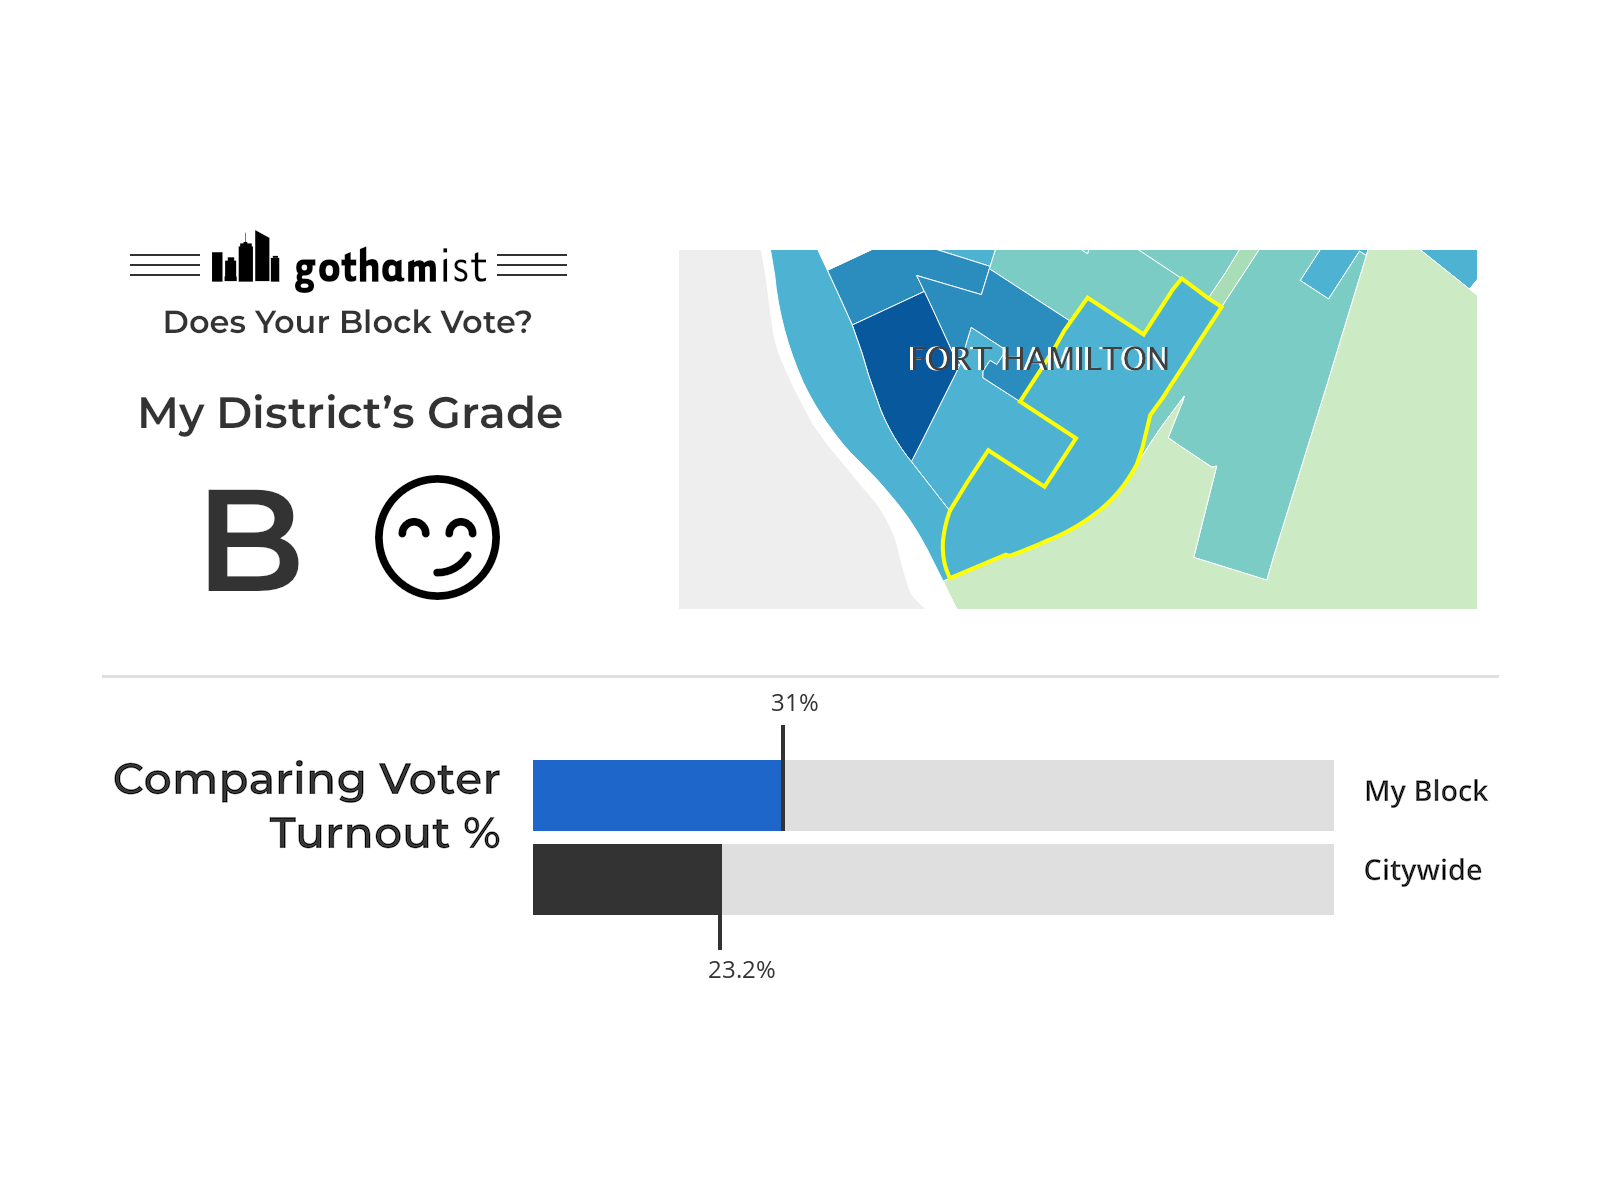 gothamist
Does Your Block Vote?
My District’s Grade
B
FORT HAMILTON
31%
Comparing Voter
Turnout %
My Block
Citywide
23.2%